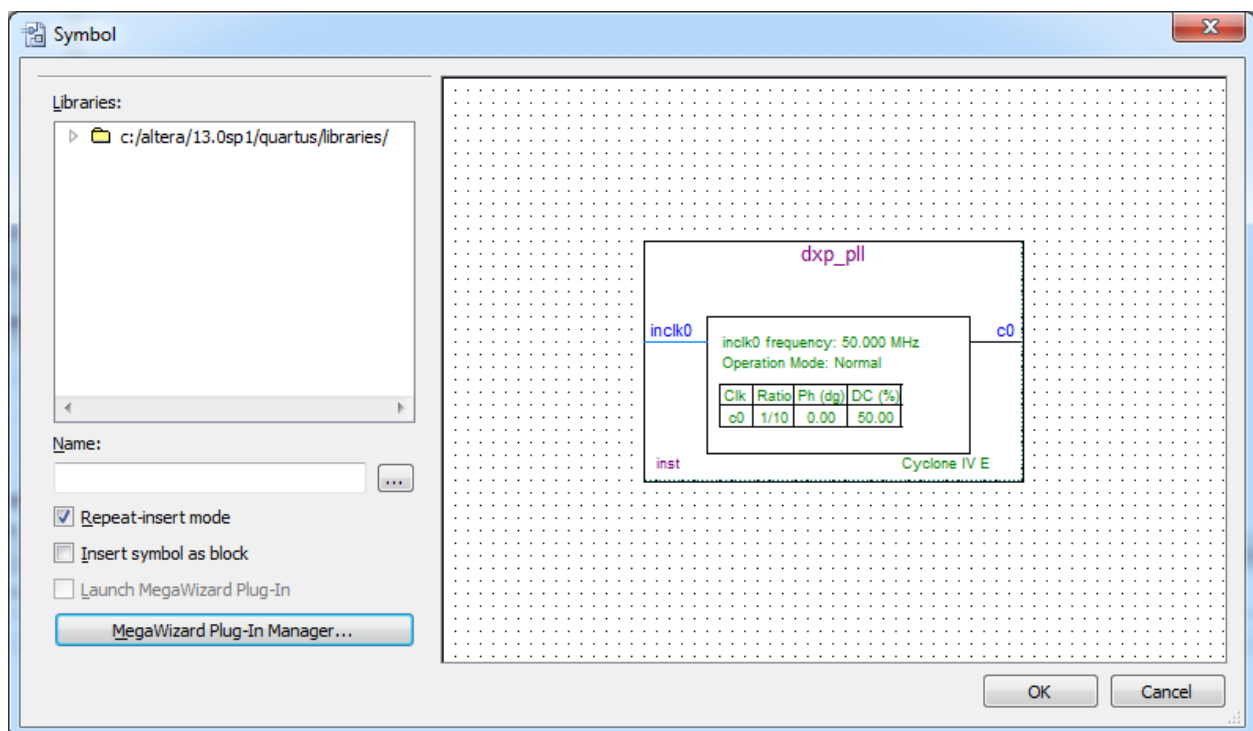 Symbol
Libraries:
c:/altera/13.0sp1/quartus/libraries/
Name:
...
Repeat-insert mode
Insert symbol as block
Launch MegaWizard Plug-In
MegaWizard Plug-In Manager...
dxp_pll
inclk0
c0
inclk0 frequency: 50.000 MHz
Operation Mode: Normal
Clk Ratio Ph (dg) DC (%)
c0 1/10 0.00 50.00
inst
Cyclone IV E
OK
Cancel